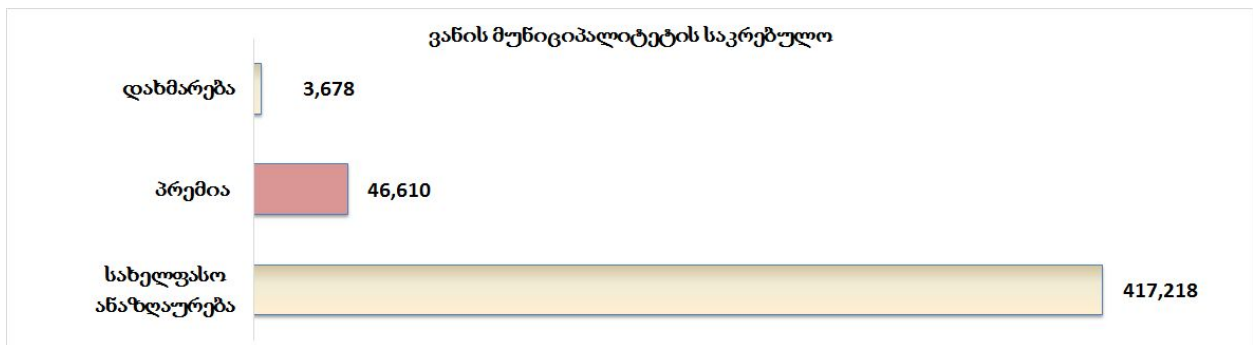 ვანის მუნიციპალიტეტის საკრებულო
დახმარება 3,678
პრემია 46,610
სახელფასო
ანაზღაურება 417,218